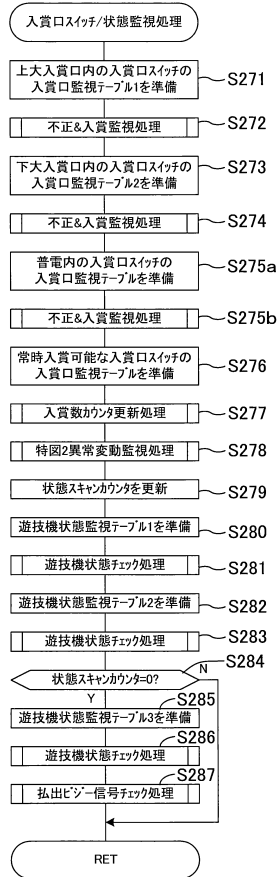 入賞口スイッチ/状態監視処理
上大入賞口内の入賞口スイッチの
入賞口監視テーブル1を準備
S271
不正&入賞監視処理
S272
下大入賞口内の入賞口スイッチの
入賞口監視テーブル2を準備
S273
不正&入賞監視処理
S274
普電内の入賞口スイッチの
入賞口監視テーブルを準備
S275a
不正&入賞監視処理
S275b
常時入賞可能な入賞口スイッチの
入賞口監視テーブルを準備
S276
入賞数カウンタ更新処理
S277
特図2異常変動監視処理
S278
状態スキャンカウンタを更新
S279
遊技機状態監視テーブル1を準備
S280
遊技機状態チェック処理
S281
遊技機状態監視テーブル2を準備
S282
遊技機状態チェック処理
S283
S284
状態スキャンカウンタ=0?
N
Y
S285
遊技機状態監視テーブル3を準備
S286
遊技機状態チェック処理
S287
払出ビジー信号チェック処理
RET